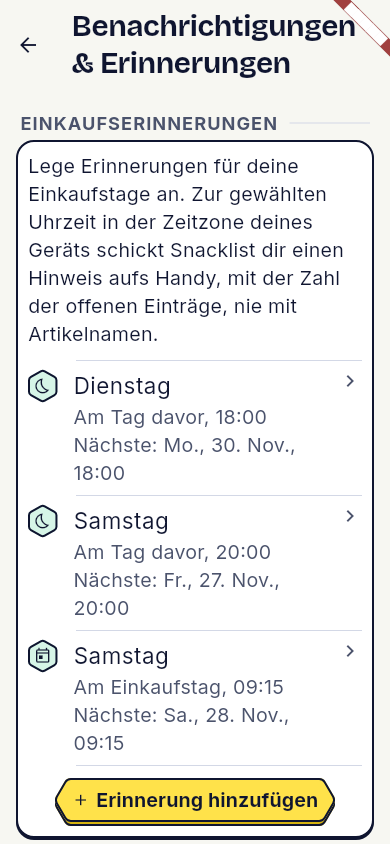 Benachrichtigungen
& Erinnerungen
EINKAUFSERINNERUNGEN
Lege Erinnerungen für deine
Einkaufstage an. Zur gewählten
Uhrzeit in der Zeitzone deines
Geräts schickt Snacklist dir einen
Hinweis aufs Handy, mit der Zahl
der offenen Einträge, nie mit
Artikelnamen.
Dienstag
Am Tag davor, 18:00
Nächste: Mo., 30. Nov.,
18:00
Samstag
Am Tag davor, 20:00
Nächste: Fr., 27. Nov.,
20:00
Samstag
Am Einkaufstag, 09:15
Nächste: Sa., 28. Nov.,
09:15
+ Erinnerung hinzufügen